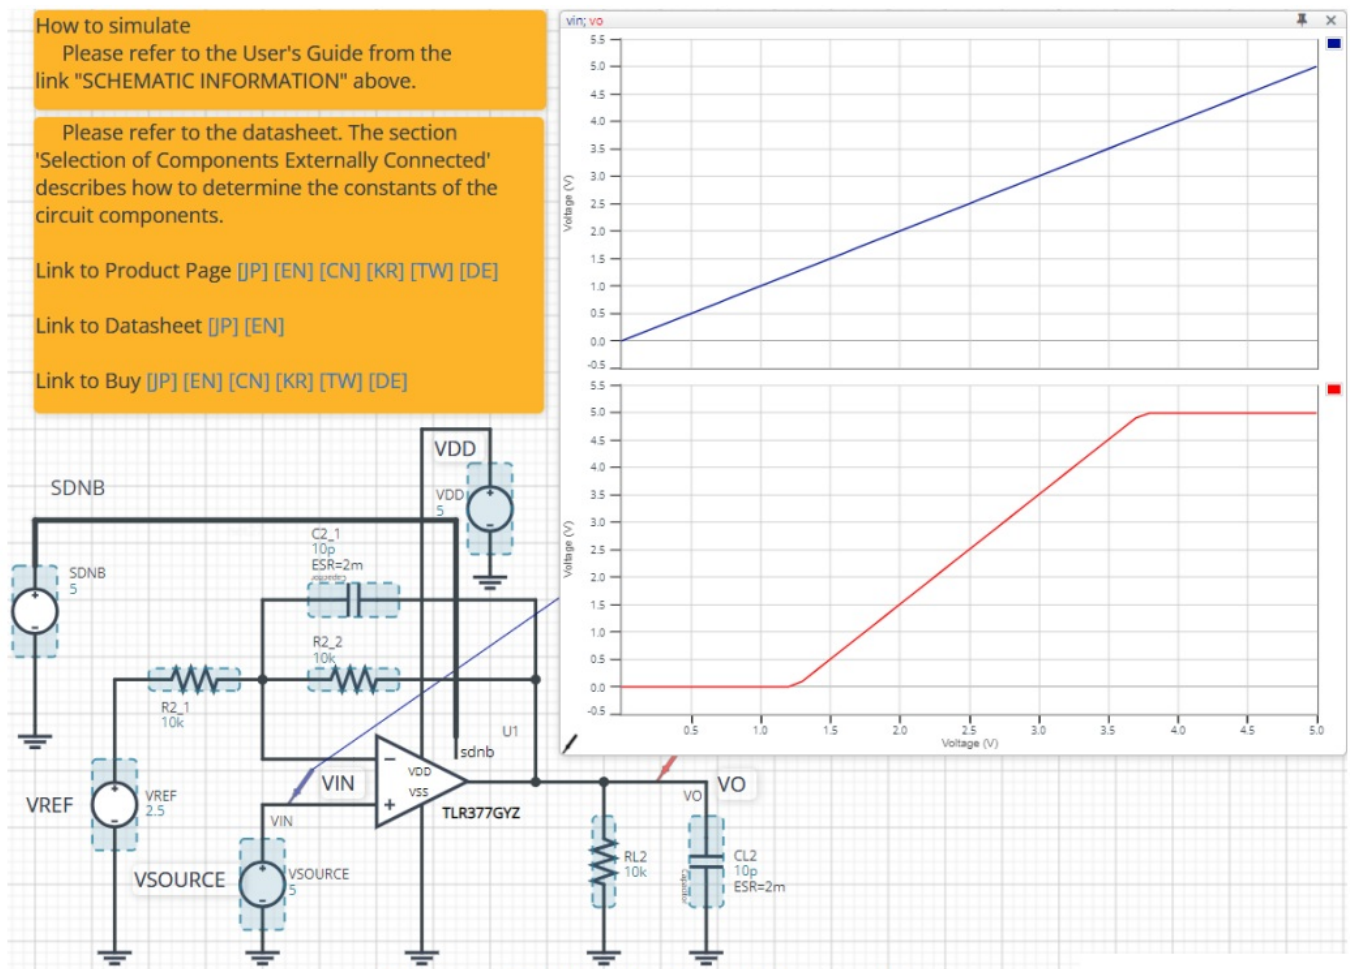 How to simulate
Please refer to the User's Guide from the
link "SCHEMATIC INFORMATION" above.
Please refer to the datasheet. The section
'Selection of Components Externally Connected'
describes how to determine the constants of the
circuit components.
Link to Product Page [JP] [EN] [CN] [KR] [TW] [DE]
Link to Datasheet [JP] [EN]
Link to Buy [JP] [EN] [CN] [KR] [TW] [DE]
vin; vo
5.5
5.0
4.5
4.0
3.5
3.0
2.5
2.0
1.5
1.0
0.5
0.0
-0.5
Voltage (V)
5.5
5.0
4.5
4.0
3.5
3.0
2.5
2.0
1.5
1.0
0.5
0.0
-0.5
Voltage (V)
0.5 1.0 1.5 2.0 2.5 3.0 3.5 4.0 4.5 5.0
Voltage (V)
VDD
VDD
5
SDNB
SDNB
5
C2_1
10p
ESR=2m
Capacitor
R2_2
10k
R2_1
10k
U1
sdnb
VDD
VSS
TLR377GYZ
VIN
VIN
VREF
VREF
2.5
VSOURCE
VSOURCE
5
VO
VO
RL2
10k
CL2
10p
ESR=2m
Capacitor